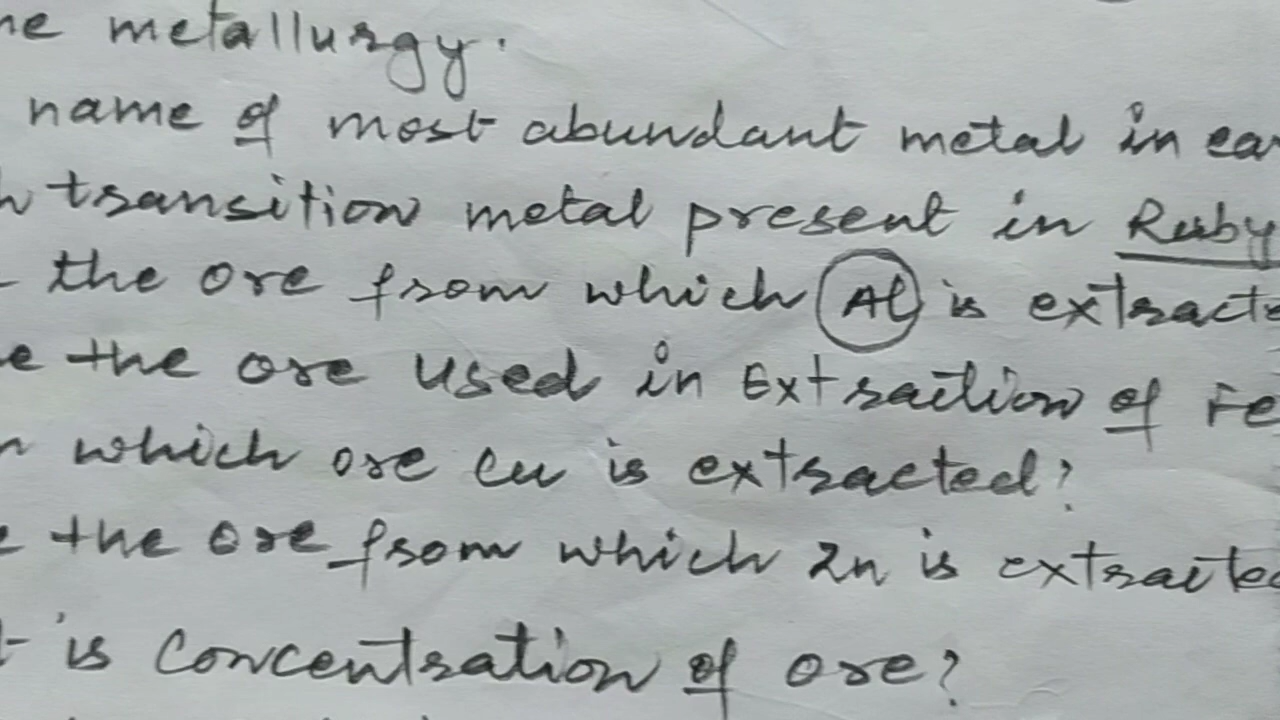 ne metallurgy.
name of most abundant metal in ear
h transition metal present in Ruby
the ore from which Al is extracte
e the ore used in Extraction of Fe
n which ore cu is extracted?
e the ore from which Zn is extracted
t is Concentration of ore?